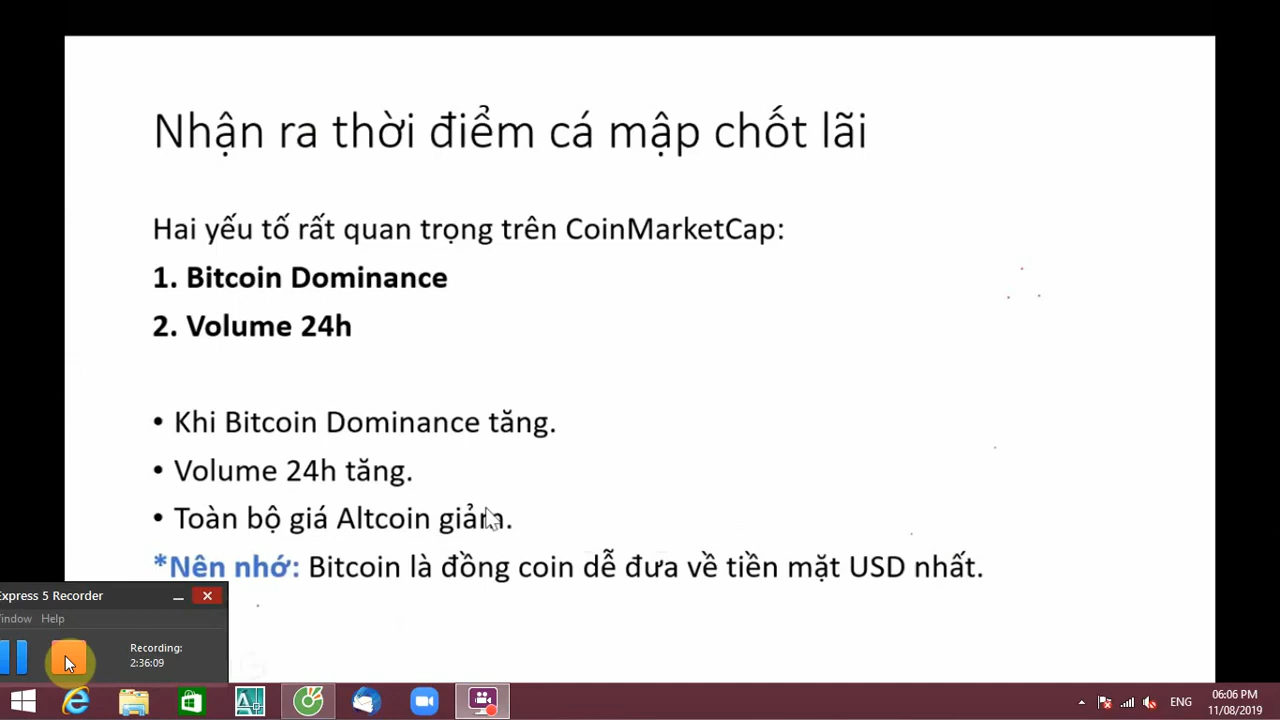 Nhận ra thời điểm cá mập chốt lãi
Hai yếu tố rất quan trọng trên CoinMarketCap:
1. Bitcoin Dominance
2. Volume 24h
• Khi Bitcoin Dominance tăng.
• Volume 24h tăng.
• Toàn bộ giá Altcoin giảm.
*Nên nhớ: Bitcoin là đồng coin dễ đưa về tiền mặt USD nhất.
Express 5 Recorder
Window Help
Recording:
2:36:09
ENG
06:06 PM
11/08/2019